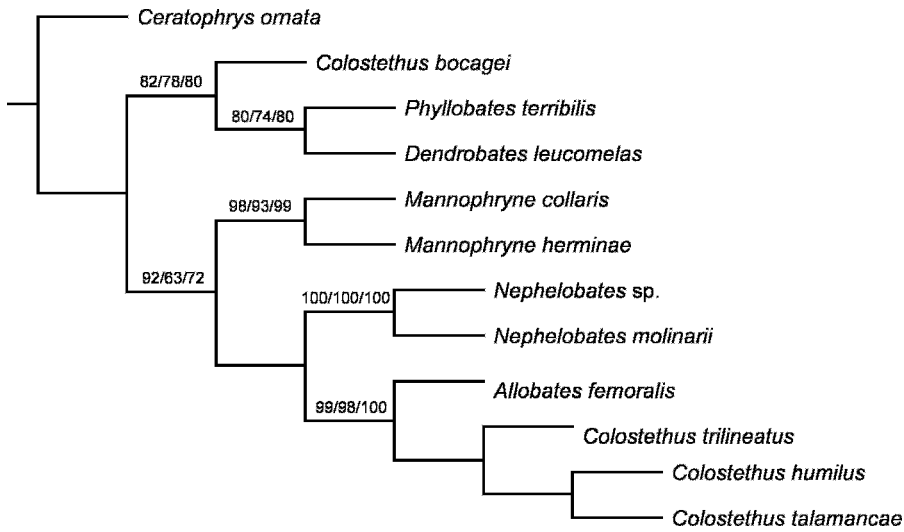 Ceratophrys ornata
Colostethus bocagei
82/78/80
Phyllobates terribilis
80/74/80
Dendrobates leucomelas
Mannophryne collaris
98/93/99
Mannophryne herminae
92/63/72
Nephelobates sp.
100/100/100
Nephelobates molinarii
Allobates femoralis
99/98/100
Colostethus trilineatus
Colostethus humilus
Colostethus talamancae